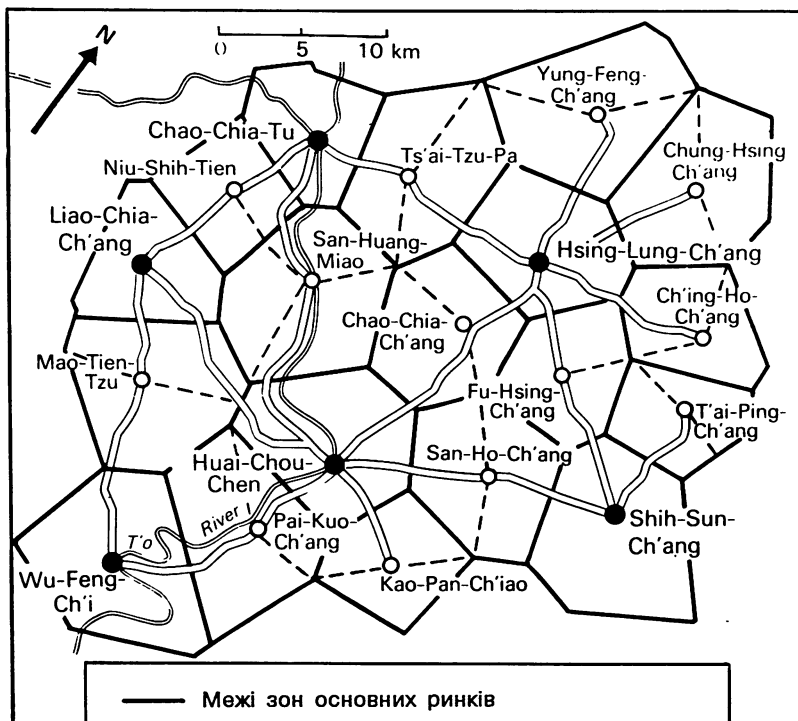 N
0 5 10 km
Yung-Feng-
Ch'ang
Chao-Chia-Tu
Niu-Shih-Tien
Ts'ai-Tzu-Pa
Chung-Hsing
Ch'ang
Liao-Chia-
Ch'ang
San-Huang-
Miao
Hsing-Lung-Ch'ang
Chao-Chia-
Ch'ang
Ch'ing-Ho-
Ch'ang
Mao-Tien-
Tzu
Fu-Hsing-
Ch'ang
T'ai-Ping-
Ch'ang
Huai-Chou-
Chen
San-Ho-Ch'ang
T'o River
Pai-Kuo-
Ch'ang
Shih-Sun-
Ch'ang
Wu-Feng-
Ch'i
Kao-Pan-Ch'iao
Межі зон основних ринків